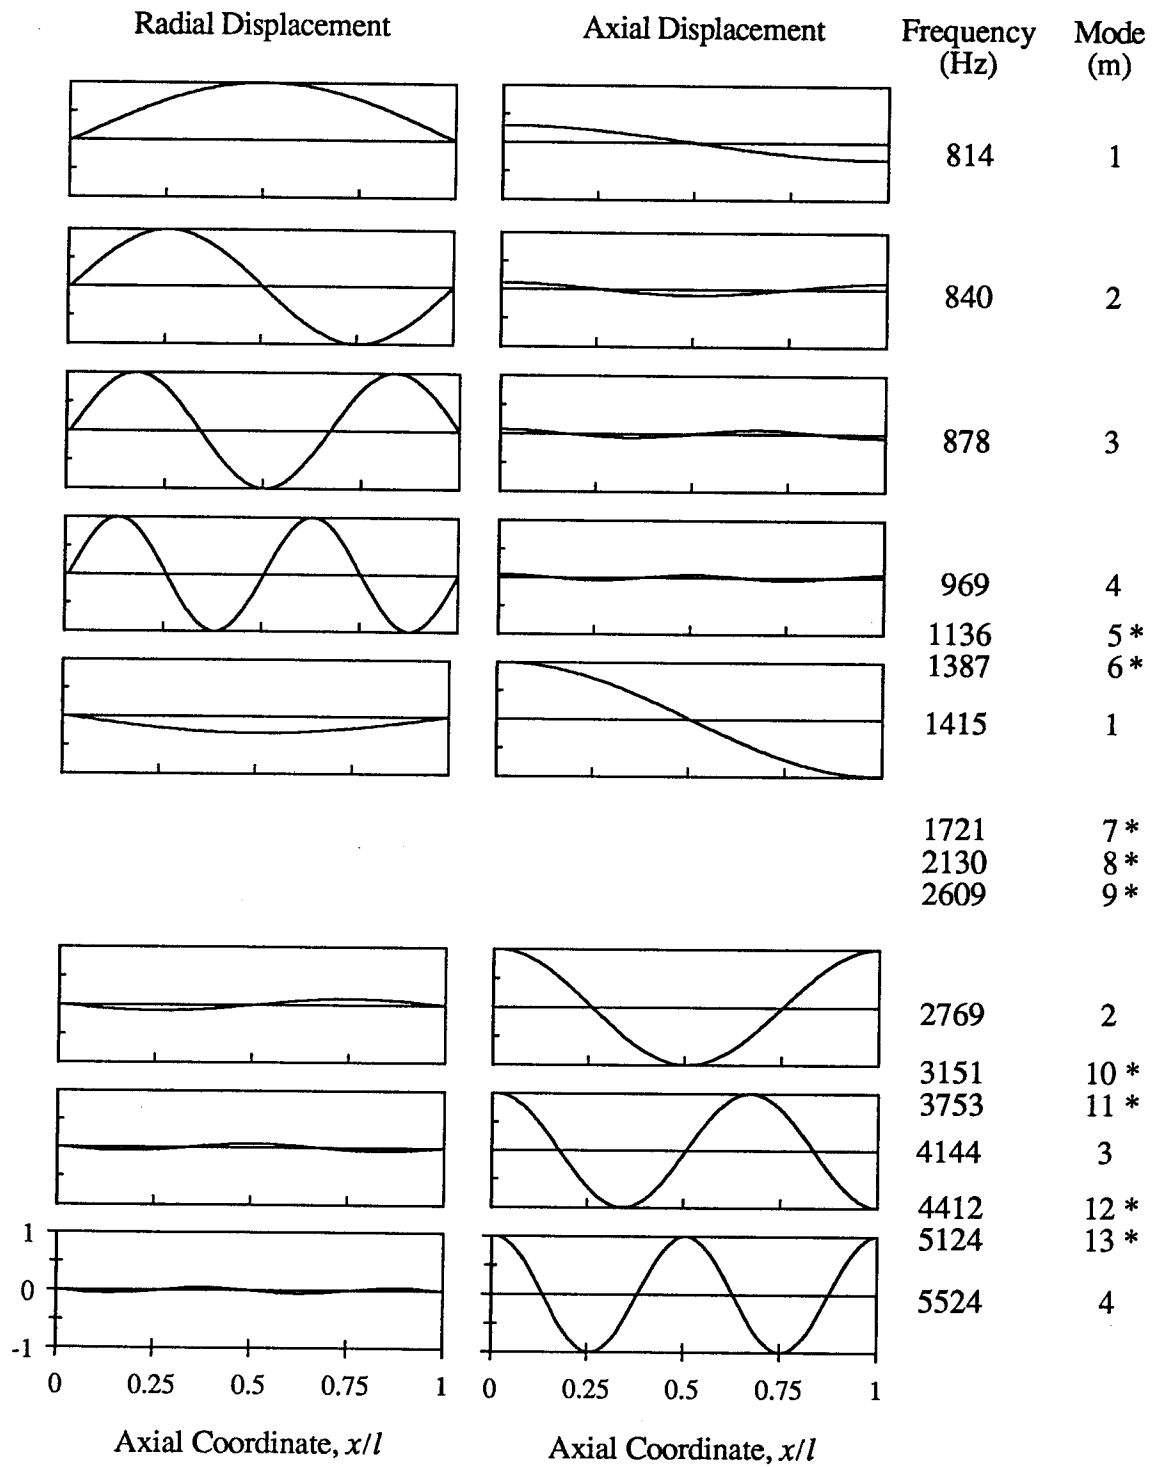 Radial Displacement Axial Displacement Frequency Mode
(Hz) (m)
814 1
840 2
878 3
969 4
1136 5 *
1387 6 *
1415 1
1721 7 *
2130 8 *
2609 9 *
2769 2
3151 10 *
3753 11 *
4144 3
4412 12 *
1 5124 13 *
0 5524 4
-1
0 0.25 0.5 0.75 1 0 0.25 0.5 0.75 1
Axial Coordinate, x/l Axial Coordinate, x/l